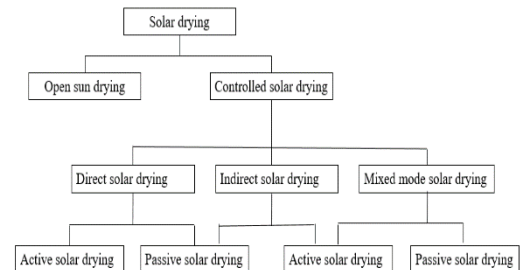 Solar drying
Open sun drying
Controlled solar drying
Direct solar drying
Indirect solar drying
Mixed mode solar drying
Active solar drying
Passive solar drying
Active solar drying
Passive solar drying